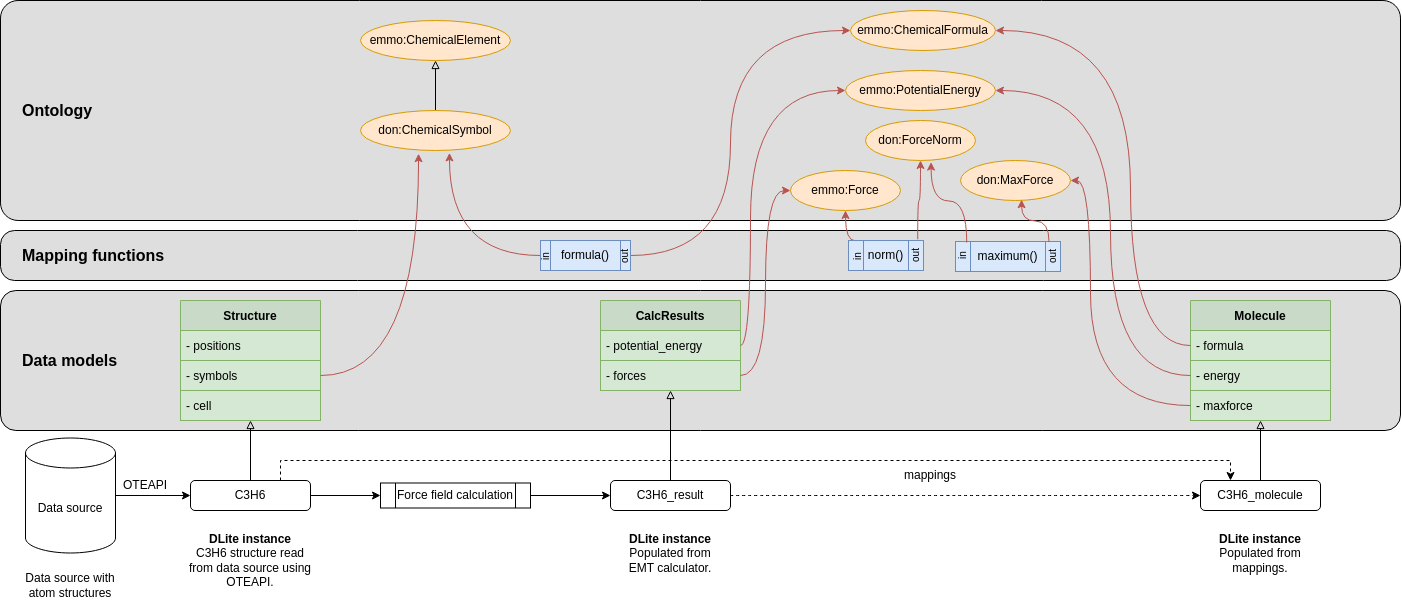 emmo:ChemicalElement
emmo:ChemicalFormula
emmo:PotentialEnergy
Ontology
don:ChemicalSymbol
don:ForceNorm
emmo:Force
don:MaxForce
Mapping functions
in
formula()
out
in
norm()
out
in
maximum()
out
Data models
Structure
- positions
- symbols
- cell
CalcResults
- potential_energy
- forces
Molecule
- formula
- energy
- maxforce
Data source
OTEAPI
C3H6
Force field calculation
C3H6_result
mappings
C3H6_molecule
Data source with
atom structures
DLite instance
C3H6 structure read
from data source using
OTEAPI.
DLite instance
Populated from
EMT calculator.
DLite instance
Populated from
mappings.